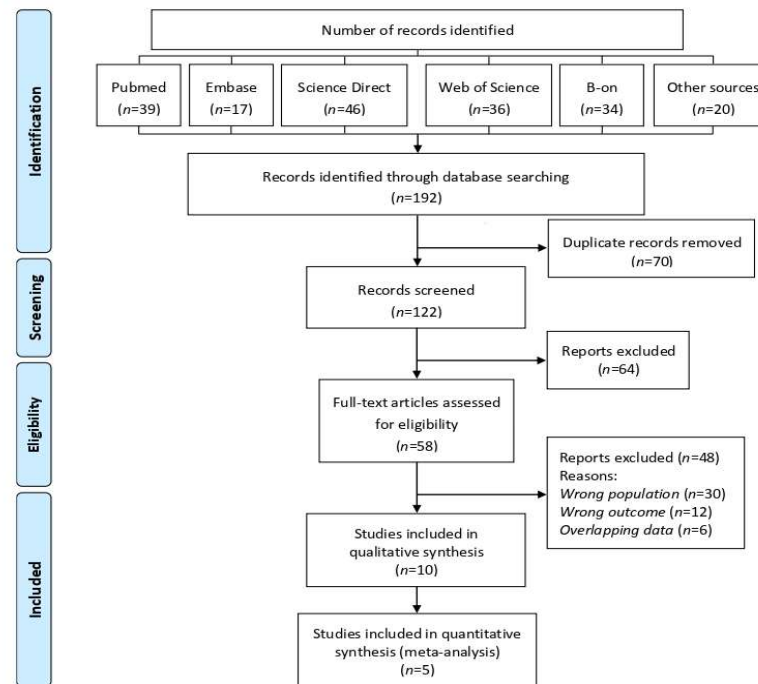 Identification
Number of records identified
Pubmed
(n=39)
Embase
(n=17)
Science Direct
(n=46)
Web of Science
(n=36)
B-on
(n=34)
Other sources
(n=20)
Records identified through database searching
(n=192)
Duplicate records removed
(n=70)
Screening
Records screened
(n=122)
Reports excluded
(n=64)
Eligibility
Full-text articles assessed
for eligibility
(n=58)
Reports excluded (n=48)
Reasons:
Wrong population (n=30)
Wrong outcome (n=12)
Overlapping data (n=6)
Included
Studies included in
qualitative synthesis
(n=10)
Studies included in quantitative
synthesis (meta-analysis)
(n=5)